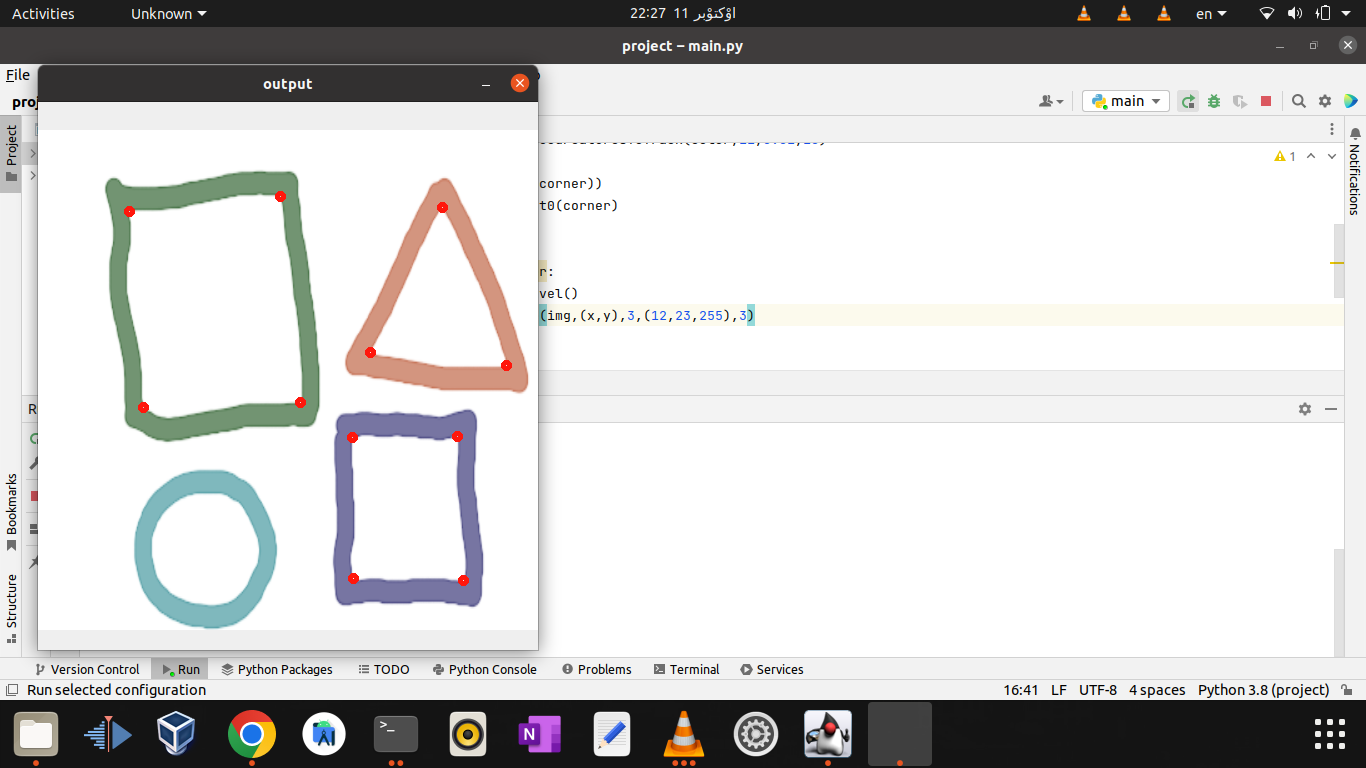 Activities
Unknown
22:27 11 اۆکتۆبر
en
project – main.py
File
output
proj
main
Project
1
Notifications
corner))
t0(corner)
r:
vel()
(img,(x,y),3,(12,23,255),3)
R
Bookmarks
Structure
Version Control
Run
Python Packages
TODO
Python Console
Problems
Terminal
Services
Run selected configuration
16:41
LF
UTF-8
4 spaces
Python 3.8 (project)
>_
N